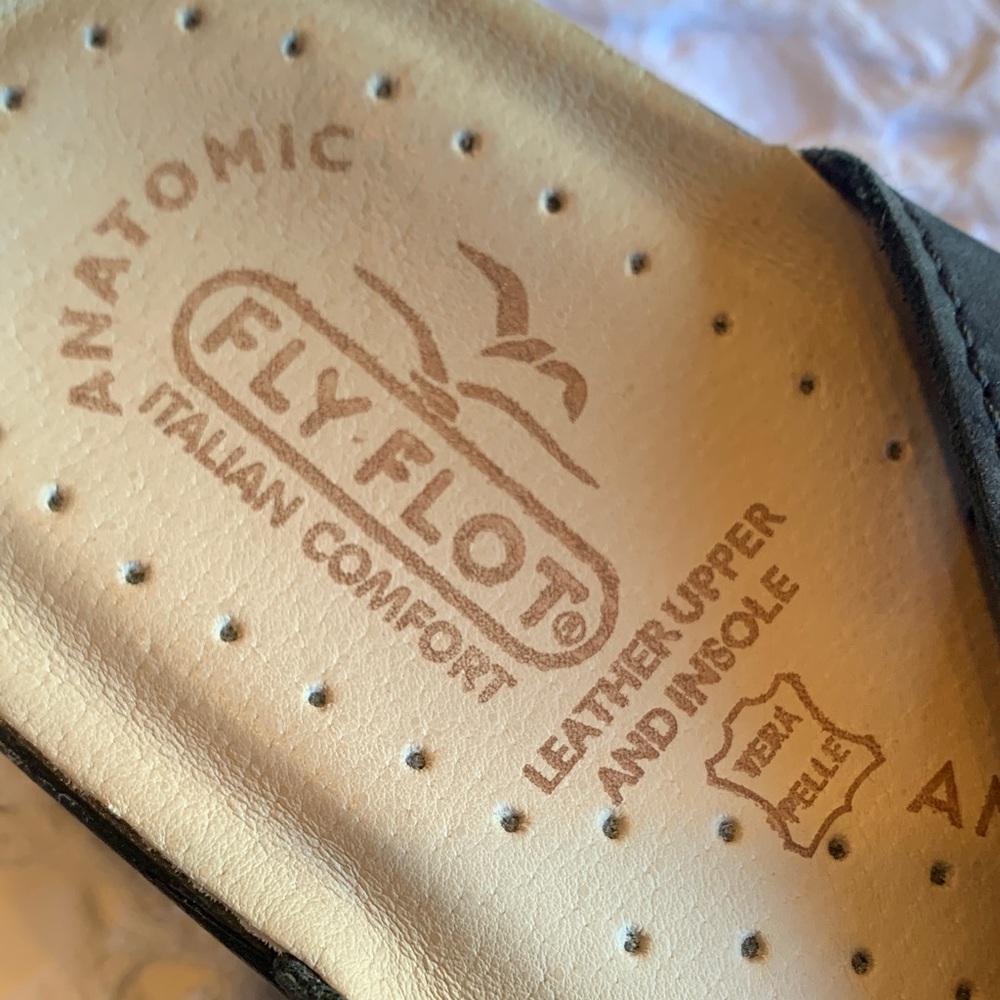 ANATOMIC
FLY·FLOT®
ITALIAN COMFORT
LEATHER UPPER
AND INSOLE
VERA
PELLE